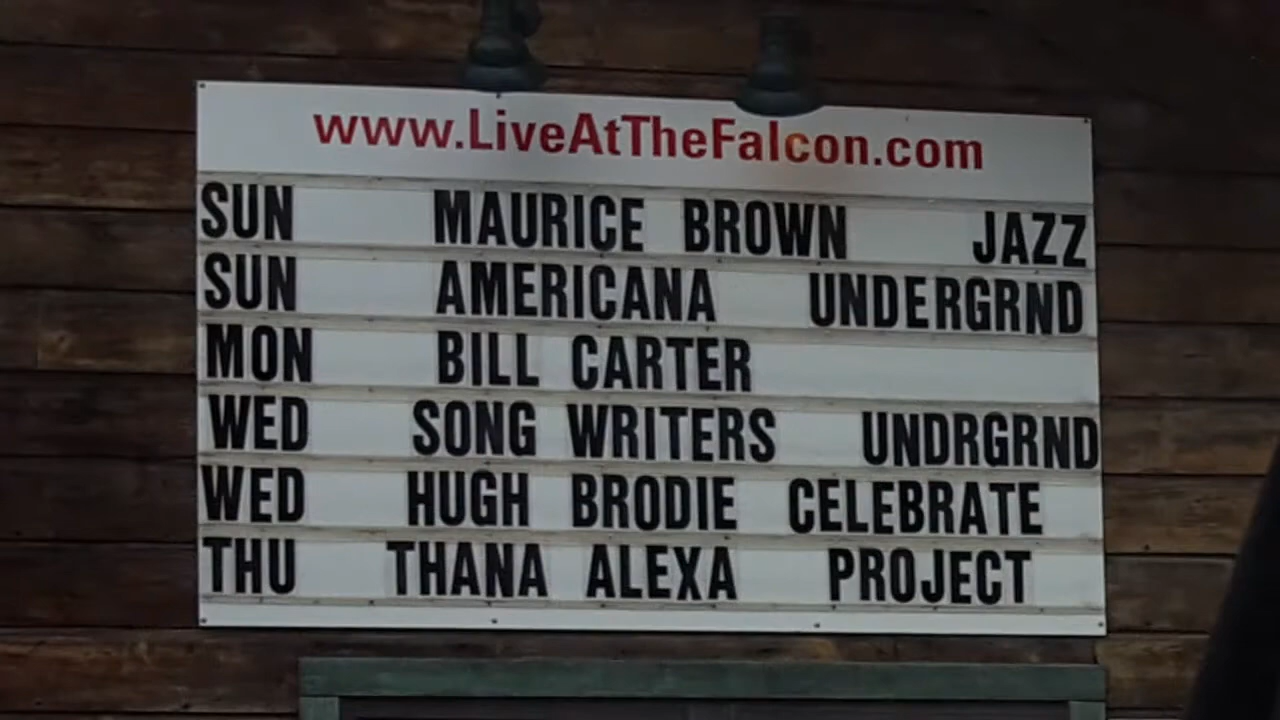 www.LiveAtTheFalcon.com
SUN MAURICE BROWN JAZZ
SUN AMERICANA UNDERGRND
MON BILL CARTER
WED SONG WRITERS UNDRGRND
WED HUGH BRODIE CELEBRATE
THU THANA ALEXA PROJECT